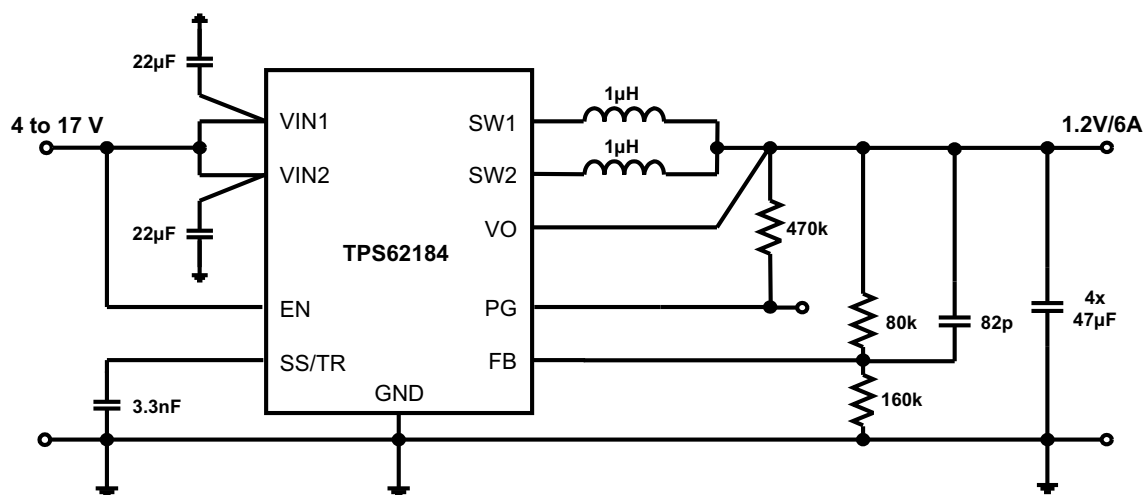 22µF
4 to 17 V
22µF
3.3nF
VIN1
VIN2
EN
SS/TR
TPS62184
GND
SW1
SW2
VO
PG
FB
1µH
1µH
470k
80k
160k
82p
4x
47µF
1.2V/6A